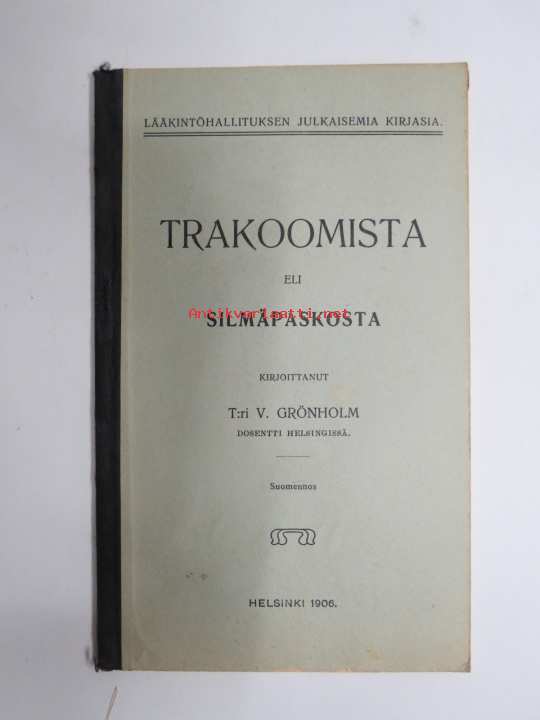 LÄÄKINTÖHALLITUKSEN JULKAISEMIA KIRJASIA.
TRAKOOMISTA
ELI
Antikvariaatti.net
SILMÄPASKOSTA
KIRJOITTANUT
T:ri V. GRÖNHOLM
DOSENTTI HELSINGISSÄ.
Suomennos
HELSINKI 1906.